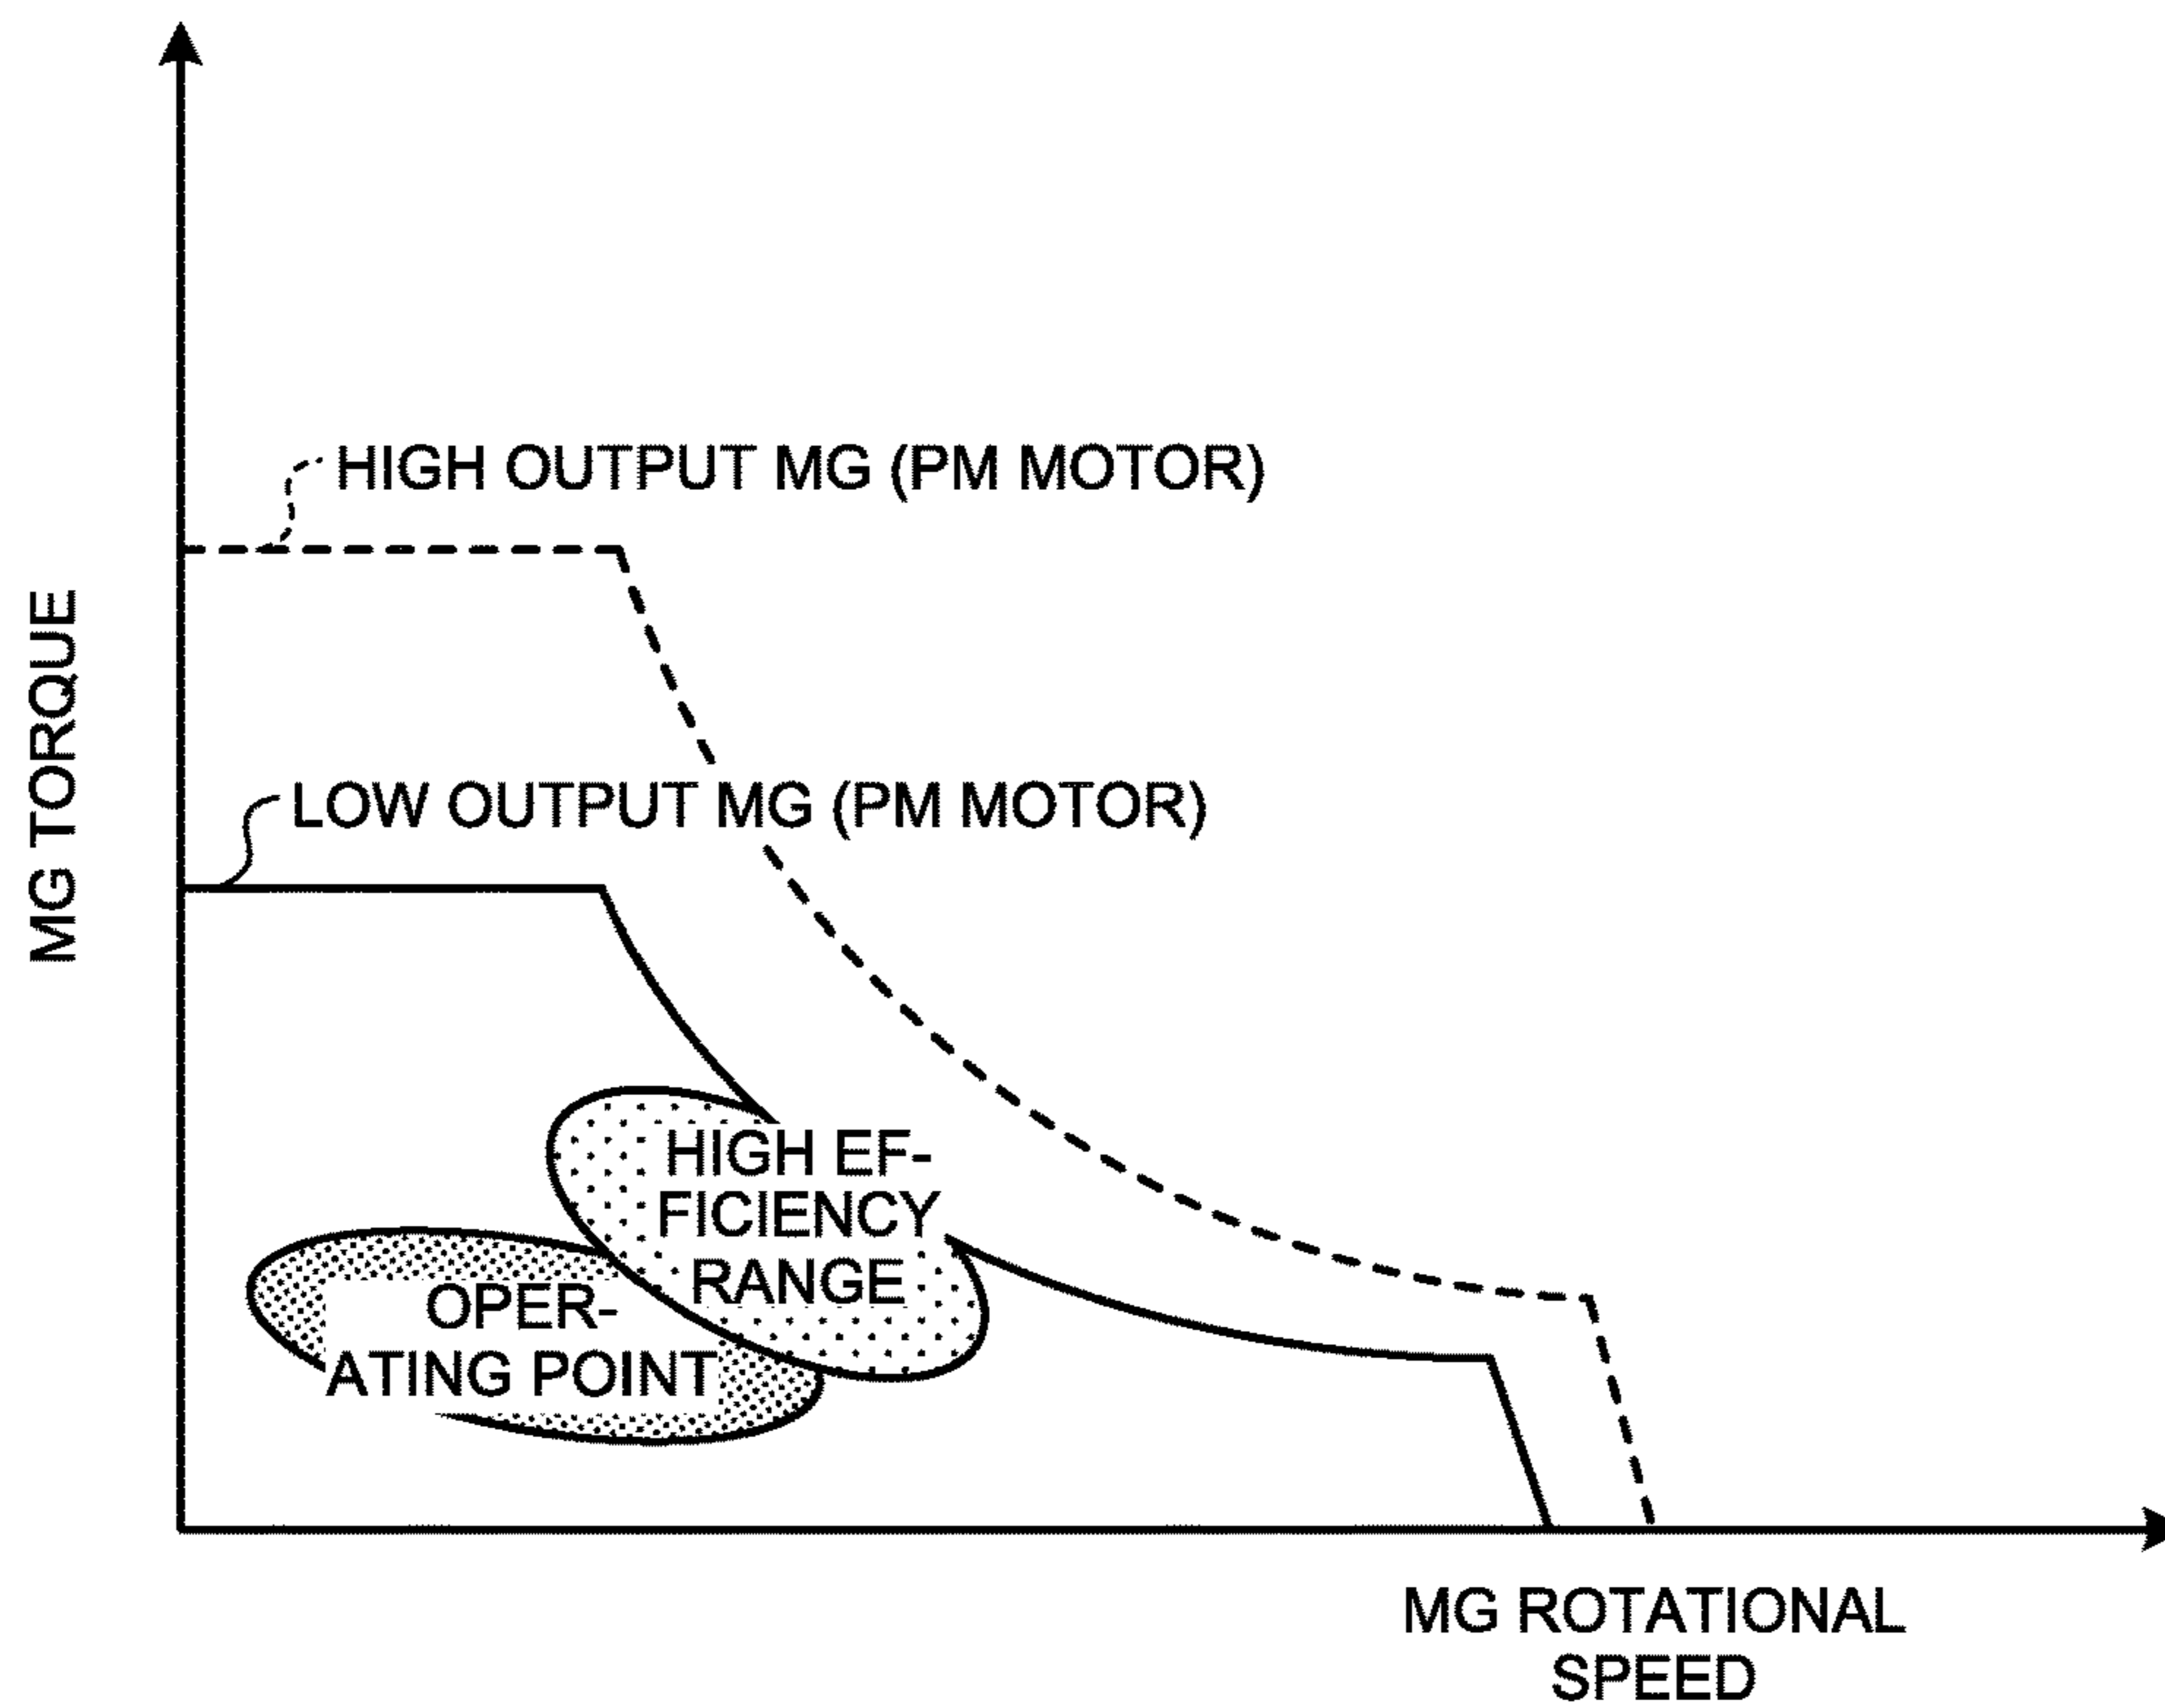 MG TORQUE
HIGH OUTPUT MG (PM MOTOR)
LOW OUTPUT MG (PM MOTOR)
HIGH EF-
FICIENCY
RANGE
OPER-
ATING POINT
MG ROTATIONAL
SPEED